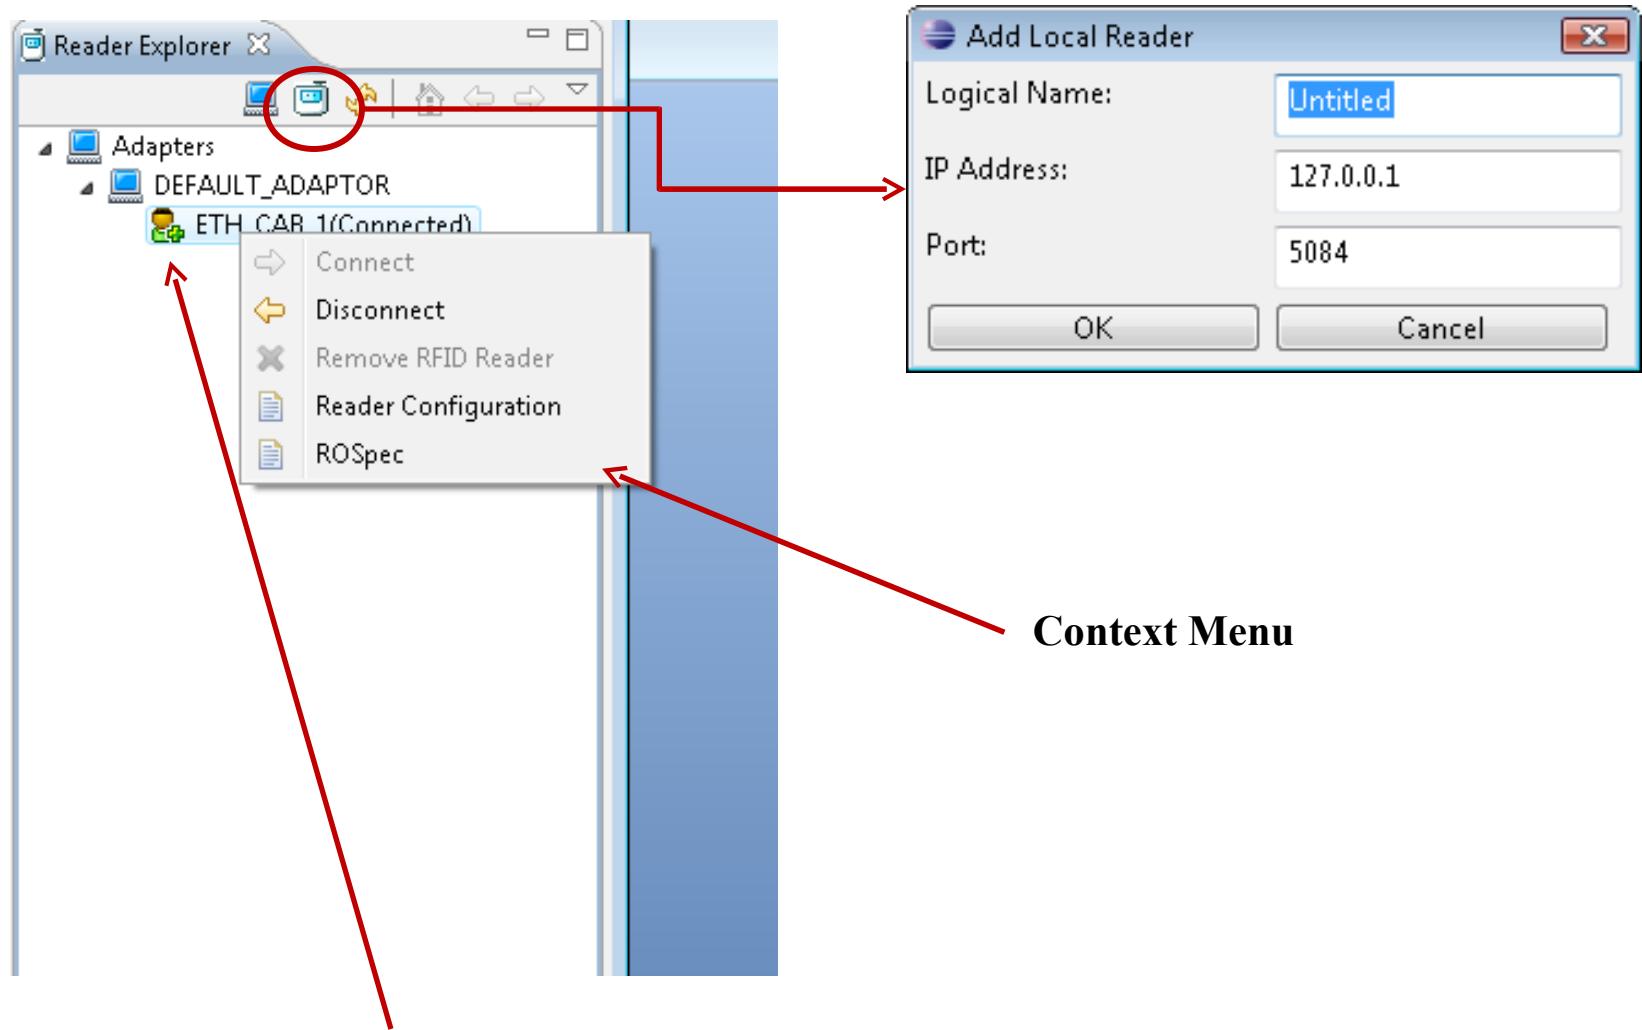 Reader Explorer
Adapters
DEFAULT_ADAPTOR
ETH_CAB_1(Connected)
Connect
Disconnect
Remove RFID Reader
Reader Configuration
ROSpec
Add Local Reader
Logical Name:
Untitled
IP Address:
127.0.0.1
Port:
5084
OK
Cancel
Context Menu